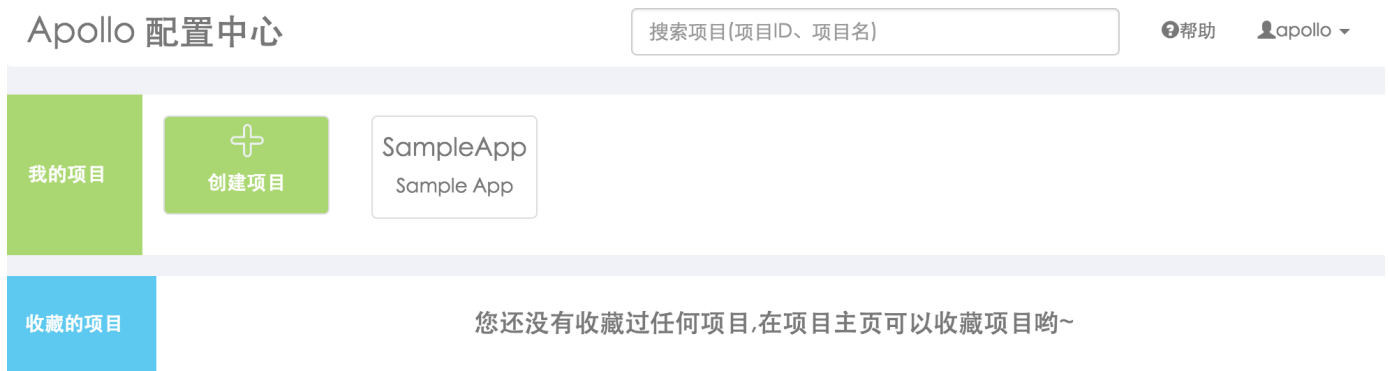 Apollo 配置中心
搜索项目(项目ID、项目名)
帮助
apollo
我的项目
创建项目
SampleApp
Sample App
收藏的项目
您还没有收藏过任何项目,在项目主页可以收藏项目哟~